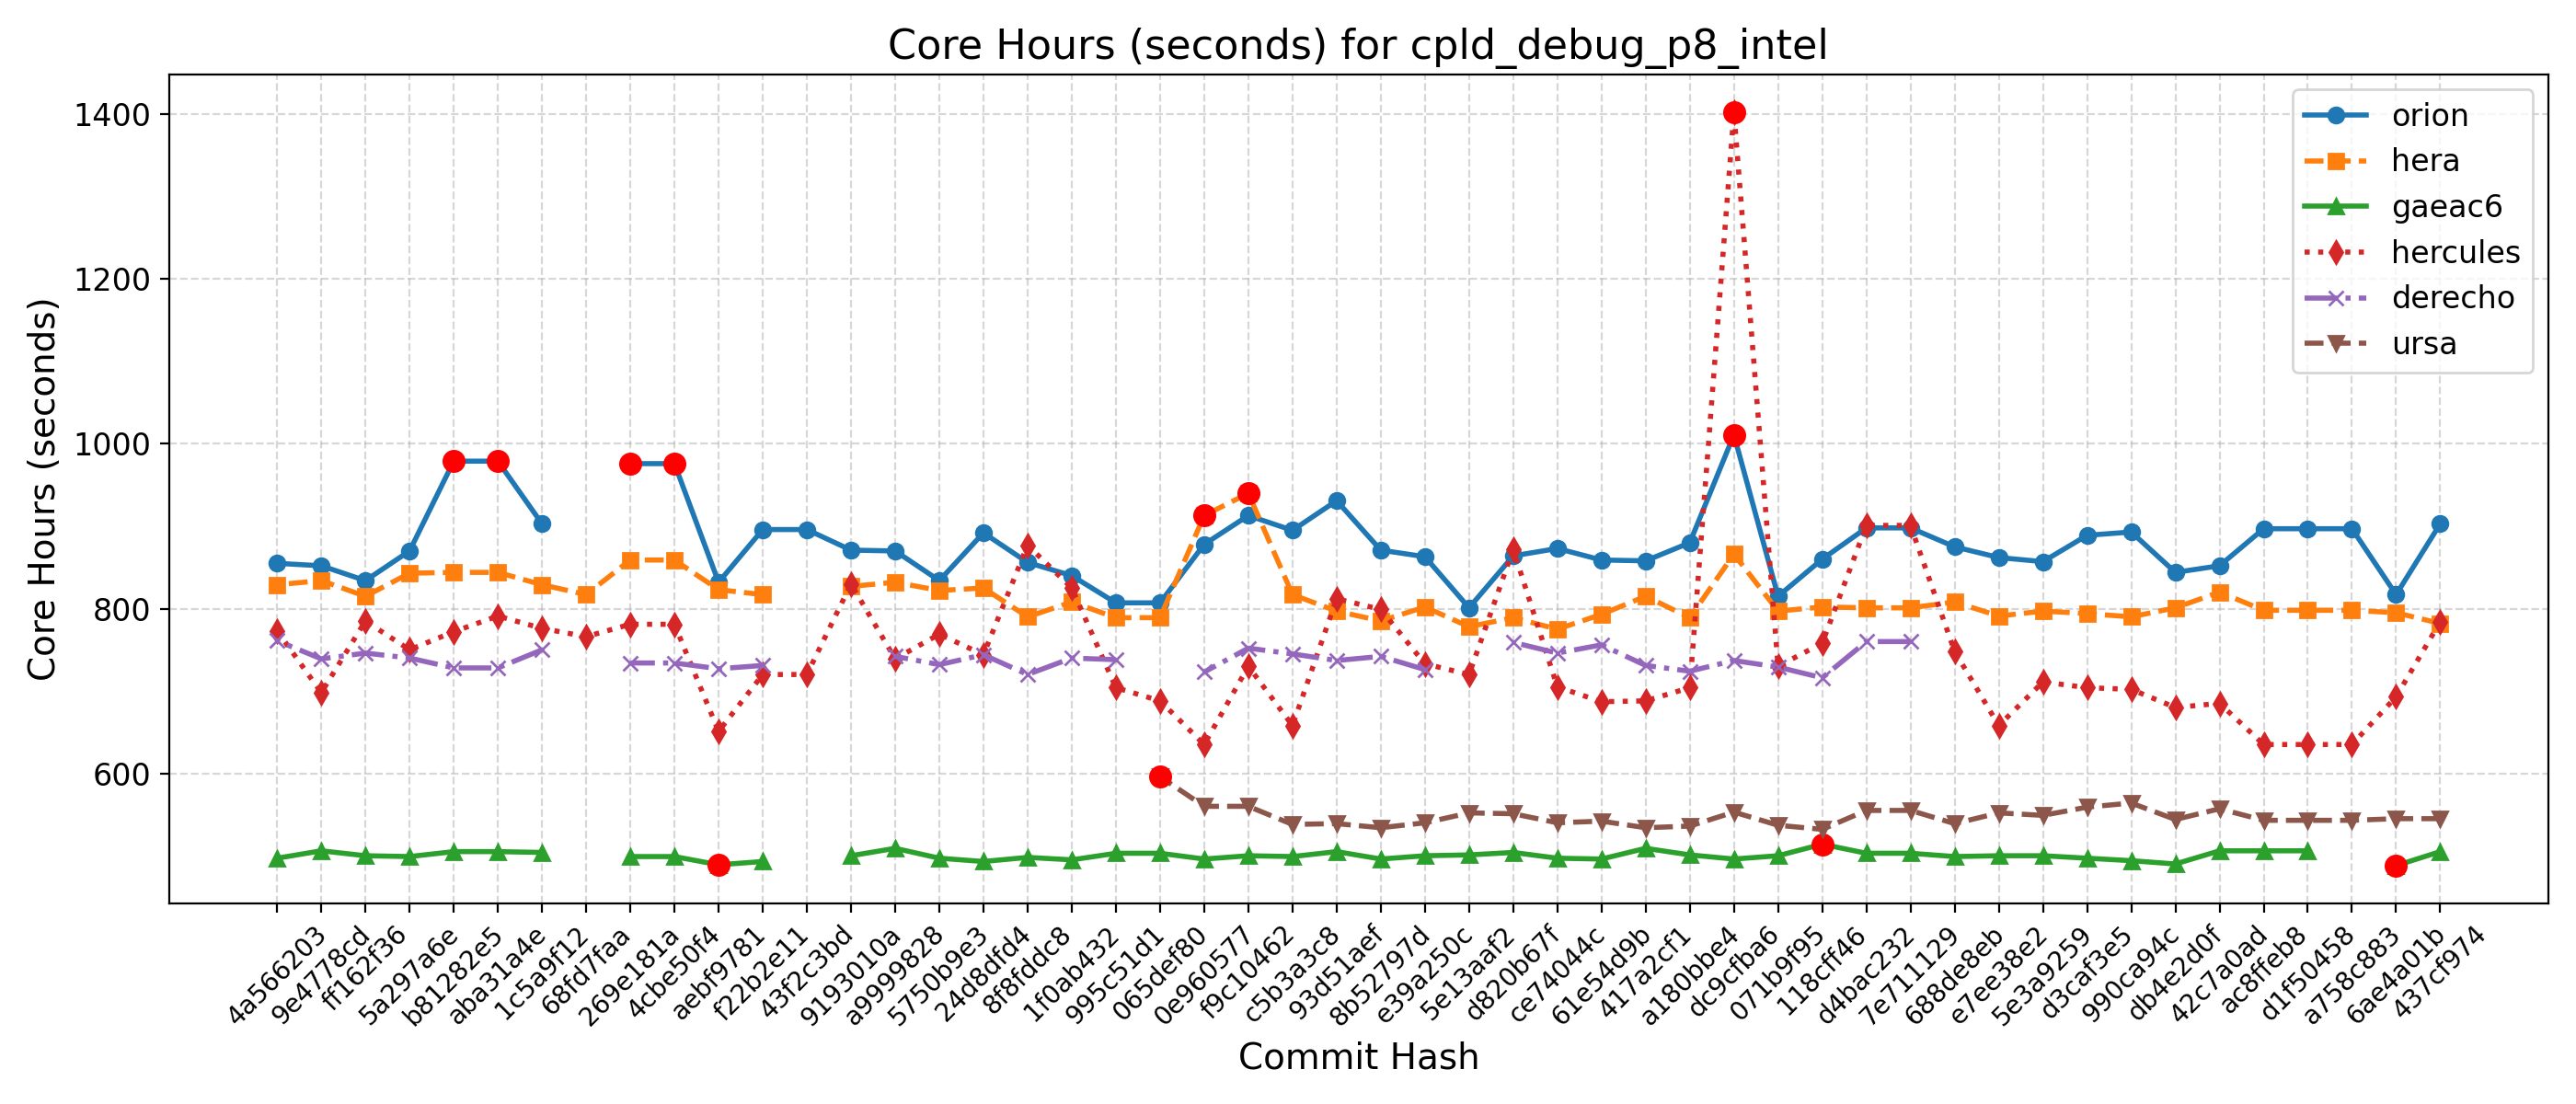 Core Hours (seconds) for cpld_debug_p8_intel
Core Hours (seconds)
1400
1200
1000
800
600
orion
hera
gaeac6
hercules
derecho
ursa
4a566203
9e4778cd
ff162f36
5a297a6e
b81282e5
aba31a4e
1c5a9f12
68fd7faa
269e181a
4cbe50f4
aebf9781
f22b2e11
43f2c3bd
9193010a
a9999828
5750b9e3
24d8dfd4
8f8fddc8
1f0ab432
995c51d1
065def80
0e960577
f9c10462
c5b3a3c8
93d51aef
8b52797d
e39a250c
5e13aaf2
d820b67f
ce74044c
61e54d9b
417a2cf1
a180bbe4
dc9cfba6
071b9f95
118cff46
d4bac232
7e711129
688de8eb
e7ee38e2
5e3a9259
d3caf3e5
990ca94c
db4e2d0f
42c7a0ad
ac8ffeb8
d1f50458
a758c883
6ae4a01b
437cf974
Commit Hash